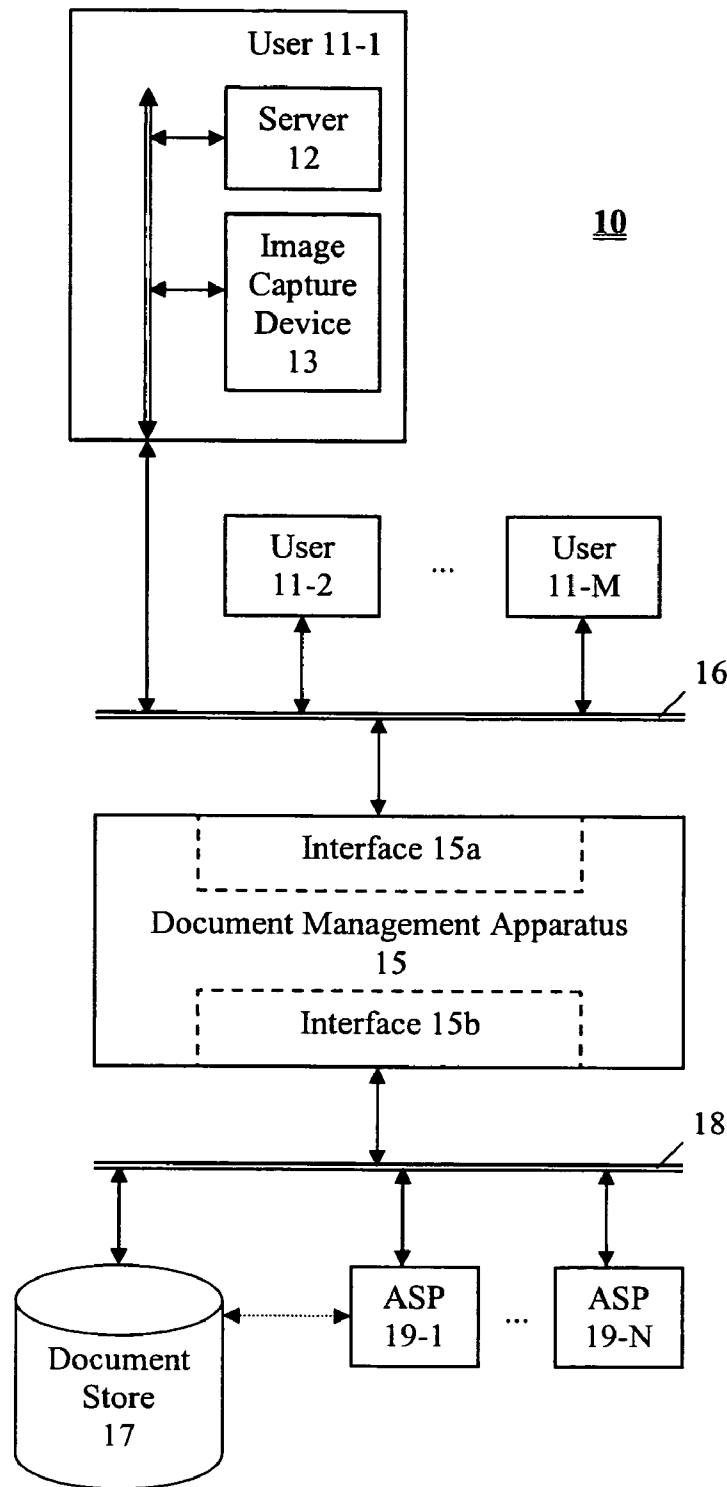 User 11-1
Server
12
10
Image
Capture
Device
13
User
11-2
...
User
11-M
16
Interface 15a
Document Management Apparatus
15
Interface 15b
18
ASP
19-1
...
ASP
19-N
Document
Store
17